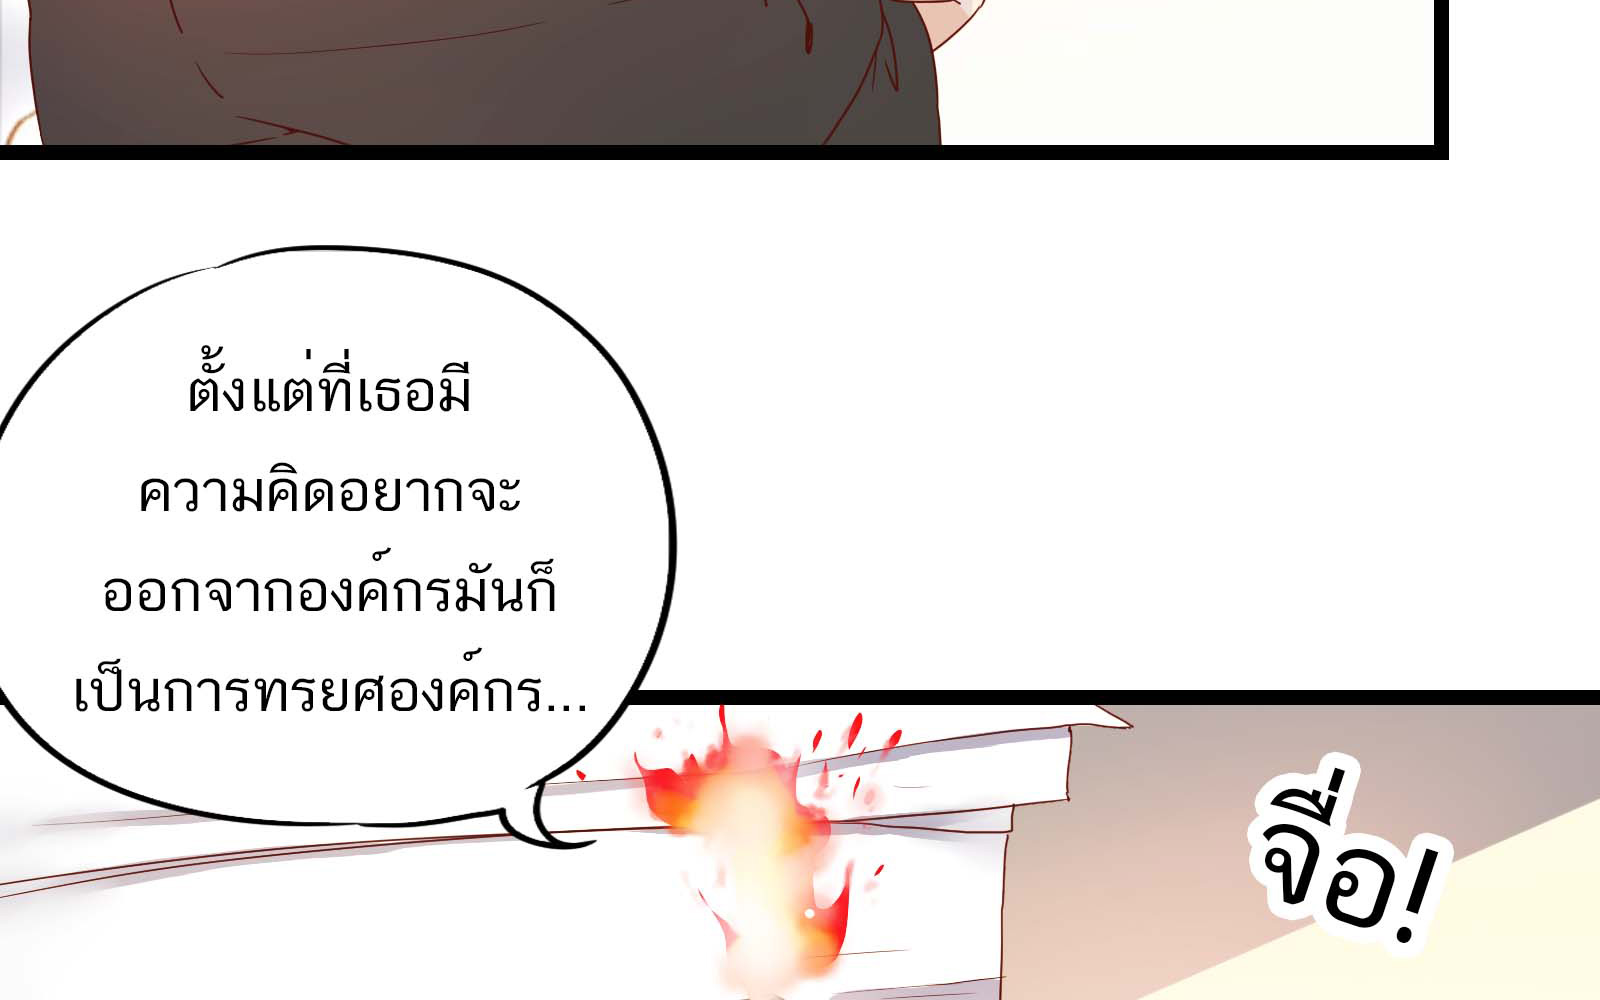 ตั้งแต่ที่เธอมี
ความคิดอยากจะ
ออกจากองค์กรมันก็
เป็นการทรยศองค์กร...
จื่อ!